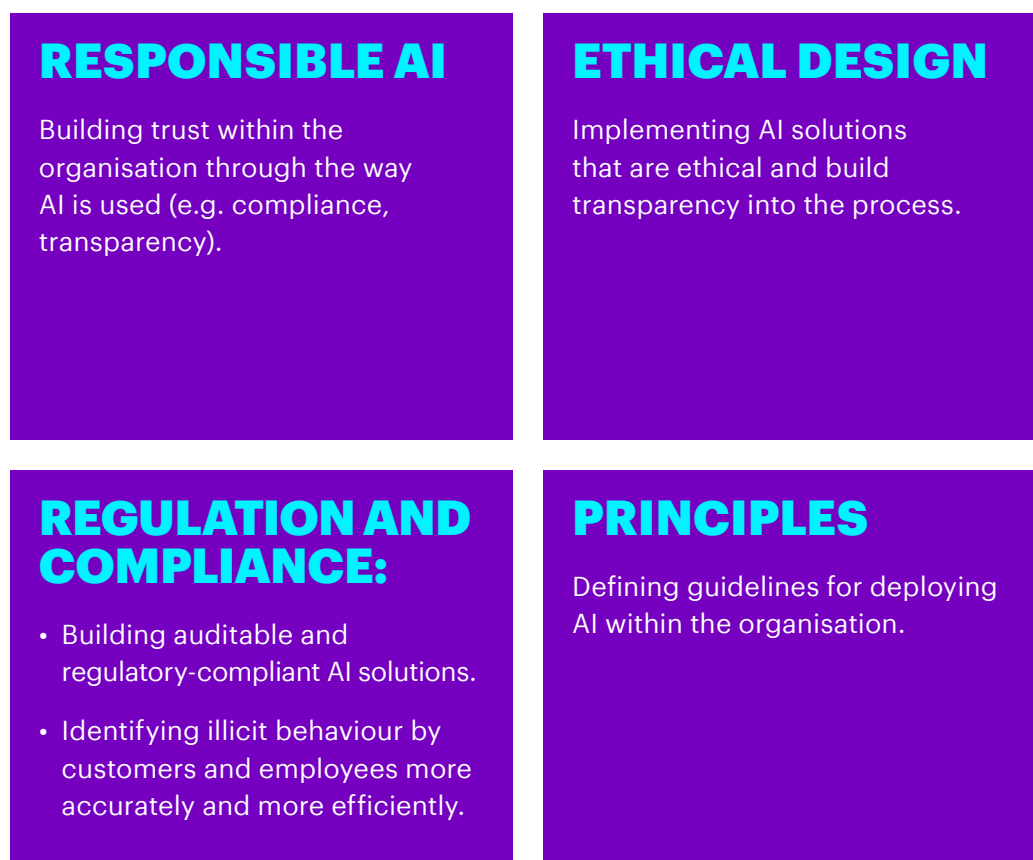 RESPONSIBLE AI
Building trust within the
organisation through the way
AI is used (e.g. compliance,
transparency).
ETHICAL DESIGN
Implementing AI solutions
that are ethical and build
transparency into the process.
REGULATION AND
COMPLIANCE:
• Building auditable and
regulatory-compliant AI solutions.
• Identifying illicit behaviour by
customers and employees more
accurately and more efficiently.
PRINCIPLES
Defining guidelines for deploying
AI within the organisation.